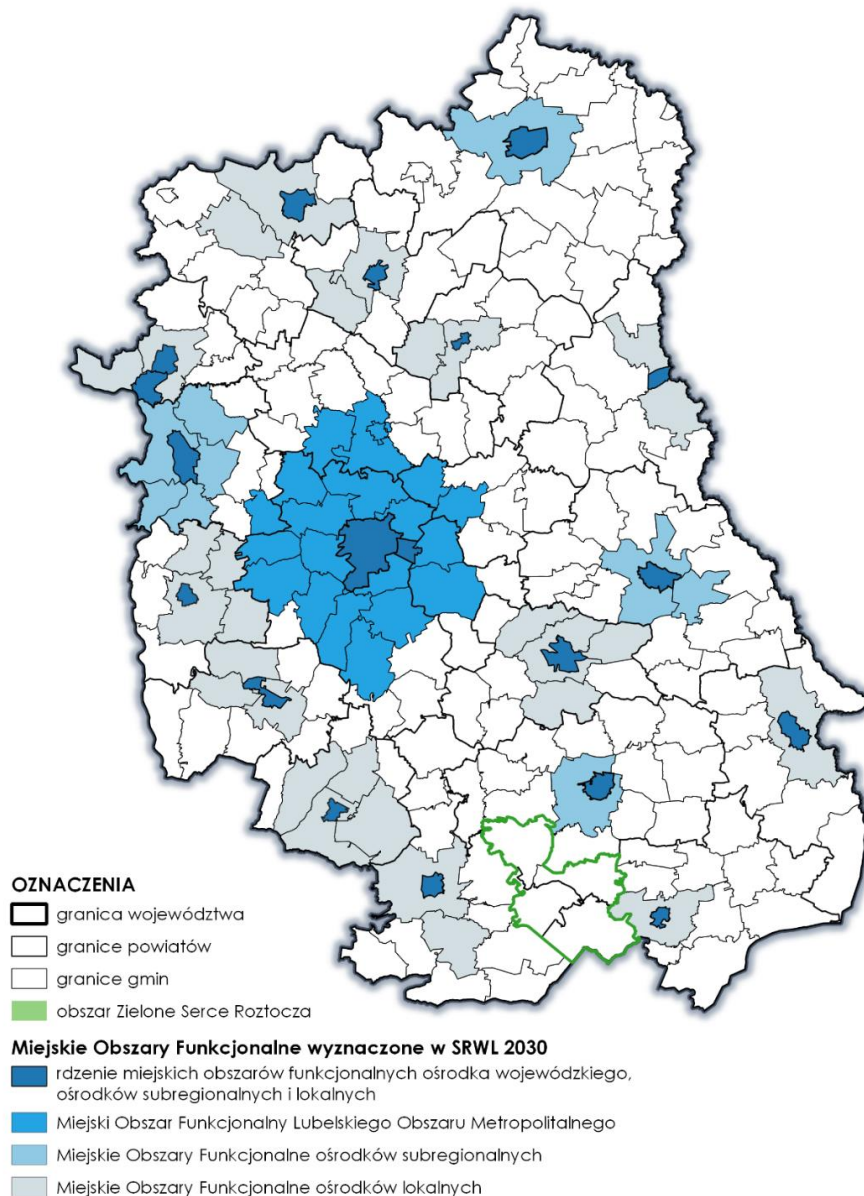 OZNACZENIA
granica województwa
granice powiatów
granice gmin
obszar Zielone Serce Roztocza
Miejskie Obszary Funkcjonalne wyznaczone w SRWL 2030
rdzenie miejskich obszarów funkcjonalnych ośrodka wojewódzkiego,
ośrodków subregionalnych i lokalnych
Miejski Obszar Funkcjonalny Lubelskiego Obszaru Metropolitalnego
Miejskie Obszary Funkcjonalne ośrodków subregionalnych
Miejskie Obszary Funkcjonalne ośrodków lokalnych